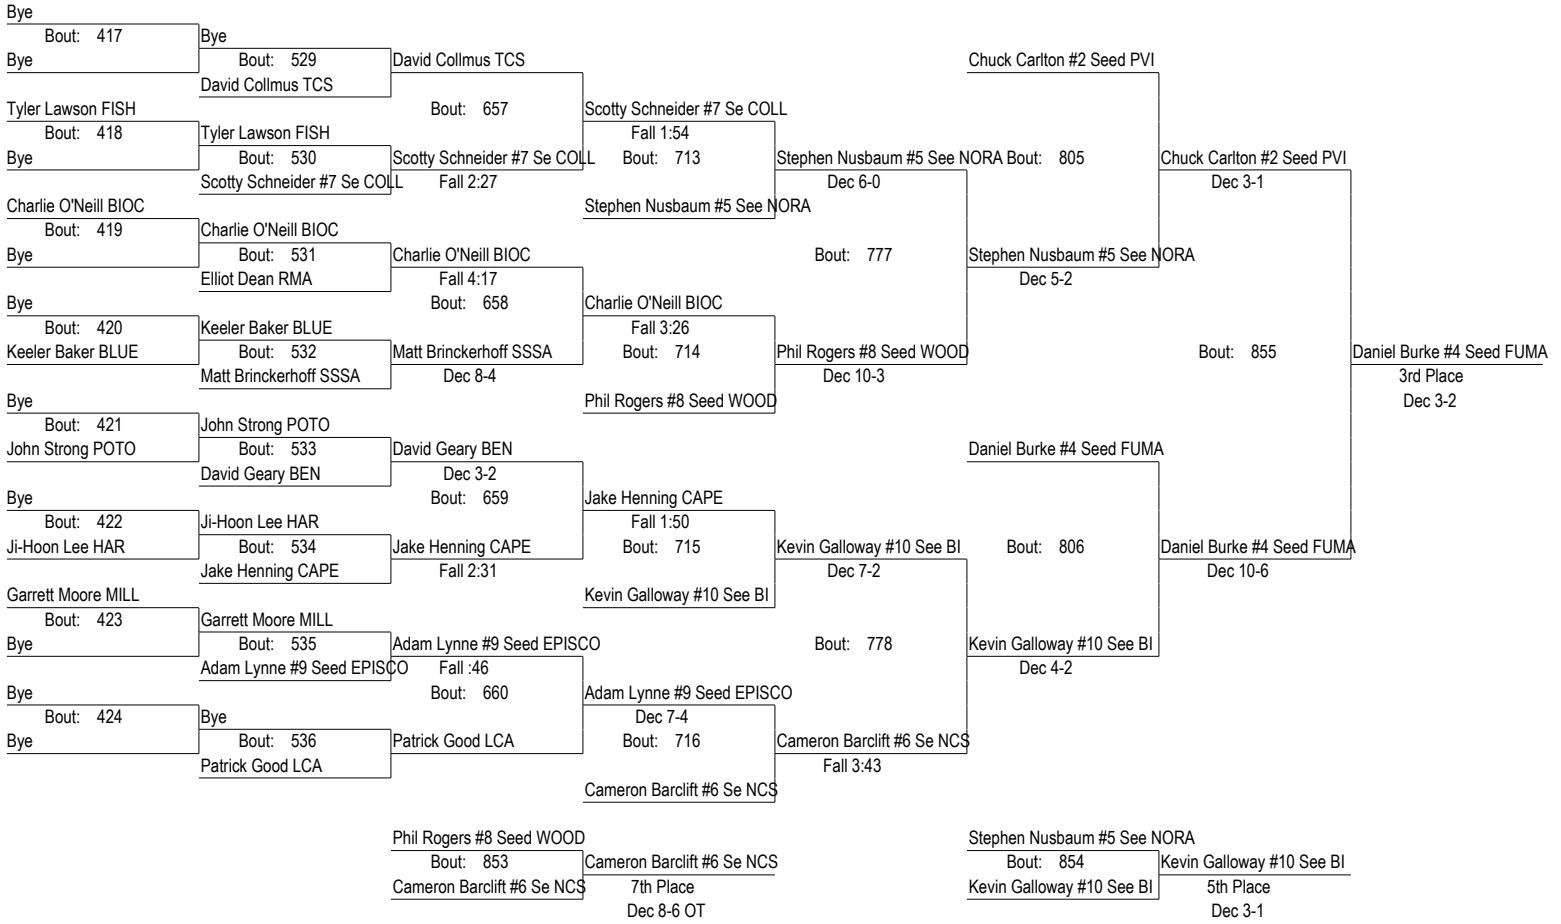 Bye
Bout: 417
Bye
Bye
Bout: 529
David Collmus TCS
David Collmus TCS
Bout: 657
Tyler Lawson FISH
Bout: 418
Bye
Tyler Lawson FISH
Bout: 530
Scotty Schneider #7 Se COLL
Scotty Schneider #7 Se COLL
Fall 2:27
Scotty Schneider #7 Se COLL
Fall 1:54
Bout: 713
Stephen Nusbaum #5 See NORA
Stephen Nusbaum #5 See NORA
Dec 6-0
Charlie O'Neill BIOC
Bout: 419
Bye
Charlie O'Neill BIOC
Bout: 531
Elliot Dean RMA
Charlie O'Neill BIOC
Fall 4:17
Bout: 658
Bye
Bout: 420
Keeler Baker BLUE
Keeler Baker BLUE
Bout: 532
Matt Brinckerhoff SSSA
Matt Brinckerhoff SSSA
Dec 8-4
Charlie O'Neill BIOC
Fall 3:26
Bout: 714
Phil Rogers #8 Seed WOOD
Phil Rogers #8 Seed WOOD
Dec 10-3
Bout: 777
Stephen Nusbaum #5 See NORA
Dec 5-2
Chuck Carlton #2 Seed PVI
Bout: 805
Chuck Carlton #2 Seed PVI
Dec 3-1
Bye
Bout: 421
John Strong POTO
John Strong POTO
Bout: 533
David Geary BEN
David Geary BEN
Dec 3-2
Bout: 659
Bye
Bout: 422
Ji-Hoon Lee HAR
Ji-Hoon Lee HAR
Bout: 534
Jake Henning CAPE
Jake Henning CAPE
Fall 2:31
Jake Henning CAPE
Fall 1:50
Bout: 715
Kevin Galloway #10 See BI
Kevin Galloway #10 See BI
Dec 7-2
Garrett Moore MILL
Bout: 423
Bye
Garrett Moore MILL
Bout: 535
Adam Lynne #9 Seed EPISCO
Adam Lynne #9 Seed EPISCO
Fall :46
Bout: 660
Bye
Bout: 424
Bye
Bye
Bout: 536
Patrick Good LCA
Patrick Good LCA
Adam Lynne #9 Seed EPISCO
Dec 7-4
Bout: 716
Cameron Barclift #6 Se NCS
Cameron Barclift #6 Se NCS
Fall 3:43
Bout: 778
Kevin Galloway #10 See BI
Dec 4-2
Daniel Burke #4 Seed FUMA
Bout: 806
Daniel Burke #4 Seed FUMA
Dec 10-6
Bout: 855
Daniel Burke #4 Seed FUMA
3rd Place
Dec 3-2
Phil Rogers #8 Seed WOOD
Bout: 853
Cameron Barclift #6 Se NCS
Cameron Barclift #6 Se NCS
7th Place
Dec 8-6 OT
Stephen Nusbaum #5 See NORA
Bout: 854
Kevin Galloway #10 See BI
Kevin Galloway #10 See BI
5th Place
Dec 3-1